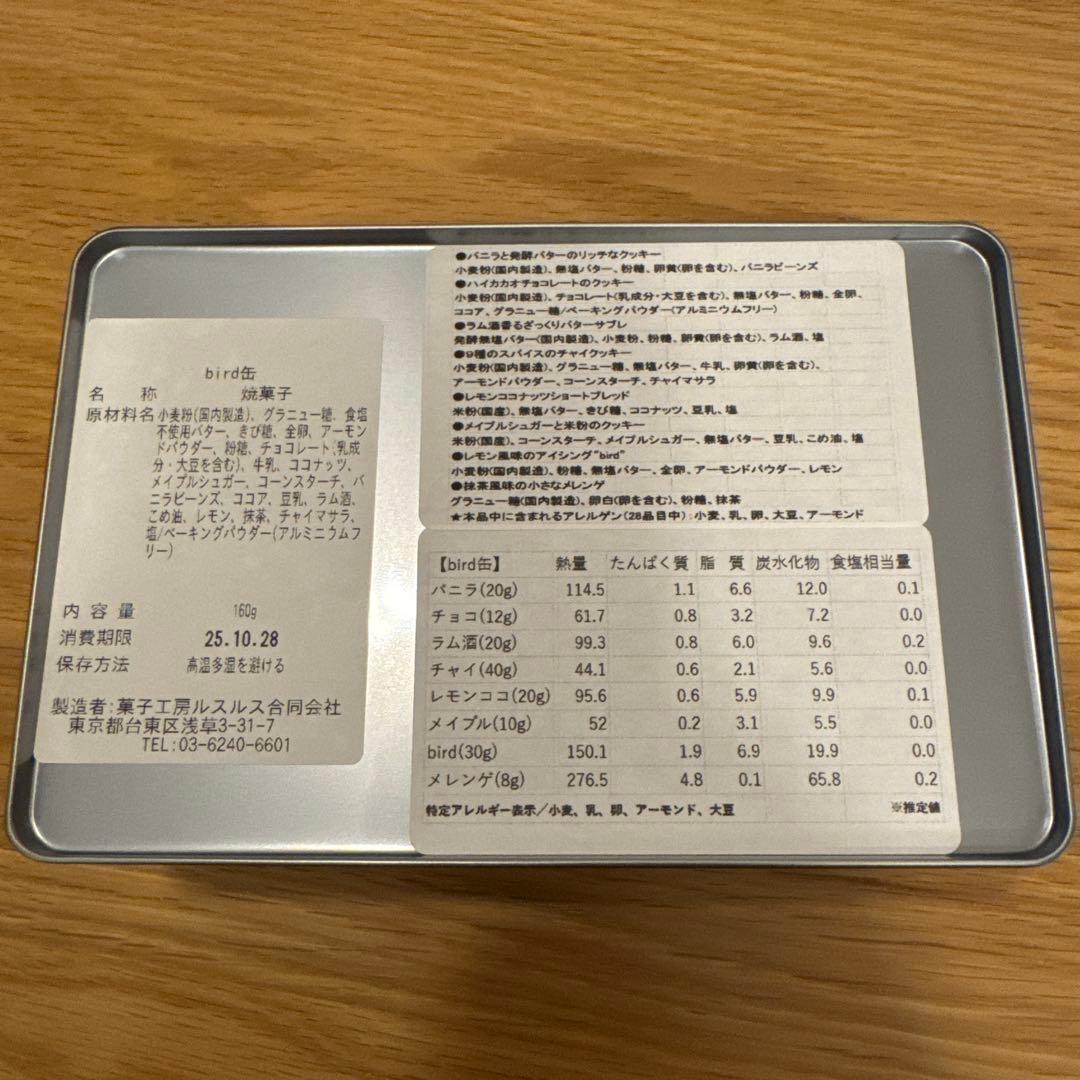 bird缶
名 称 焼菓子
原材料名 小麦粉(国内製造)、グラニュー糖、食塩
不使用バター、きび糖、全卵、アーモン
ドパウダー、粉糖、チョコレート(乳成
分・大豆を含む)、牛乳、ココナッツ、
メイプルシュガー、コーンスターチ、バ
ニラビーンズ、ココア、豆乳、ラム酒、
こめ油、レモン、抹茶、チャイマサラ、
塩/ベーキングパウダー(アルミニウムフ
リー)
内容量 160g
消費期限 25.10.28
保存方法 高温多湿を避ける
製造者:菓子工房ルスルス合同会社
東京都台東区浅草3-31-7
TEL:03-6240-6601
●バニラと発酵バターのリッチなクッキー
小麦粉(国内製造)、無塩バター、粉糖、卵黄(卵を含む)、バニラビーンズ
●ハイカカオチョコレートのクッキー
小麦粉(国内製造)、チョコレート(乳成分・大豆を含む)、無塩バター、粉糖、全卵、
ココア、グラニュー糖/ベーキングパウダー(アルミニウムフリー)
●ラム酒香るざっくりバターサブレ
発酵無塩バター(国内製造)、小麦粉、粉糖、卵黄(卵を含む)、ラム酒、塩
●9種のスパイスのチャイクッキー
小麦粉(国内製造)、グラニュー糖、無塩バター、牛乳、卵黄(卵を含む)、
アーモンドパウダー、コーンスターチ、チャイマサラ
●レモンココナッツショートブレッド
米粉(国産)、無塩バター、きび糖、ココナッツ、豆乳、塩
●メイプルシュガーと米粉のクッキー
米粉(国産)、コーンスターチ、メイプルシュガー、無塩バター、豆乳、こめ油、塩
●レモン風味のアイシング"bird"
小麦粉(国内製造)、粉糖、無塩バター、全卵、アーモンドパウダー、レモン
●抹茶風味の小さなメレンゲ
グラニュー糖(国内製造)、卵白(卵を含む)、粉糖、抹茶
★本品中に含まれるアレルゲン(28品目中):小麦、乳、卵、大豆、アーモンド
【bird缶】 熱量 たんぱく質 脂 質 炭水化物 食塩相当量
バニラ(20g) 114.5 1.1 6.6 12.0 0.1
チョコ(12g) 61.7 0.8 3.2 7.2 0.0
ラム酒(20g) 99.3 0.8 6.0 9.6 0.2
チャイ(40g) 44.1 0.6 2.1 5.6 0.0
レモンココ(20g) 95.6 0.6 5.9 9.9 0.1
メイプル(10g) 52 0.2 3.1 5.5 0.0
bird(30g) 150.1 1.9 6.9 19.9 0.0
メレンゲ(8g) 276.5 4.8 0.1 65.8 0.2
特定アレルギー表示/小麦、乳、卵、アーモンド、大豆 ※推定値